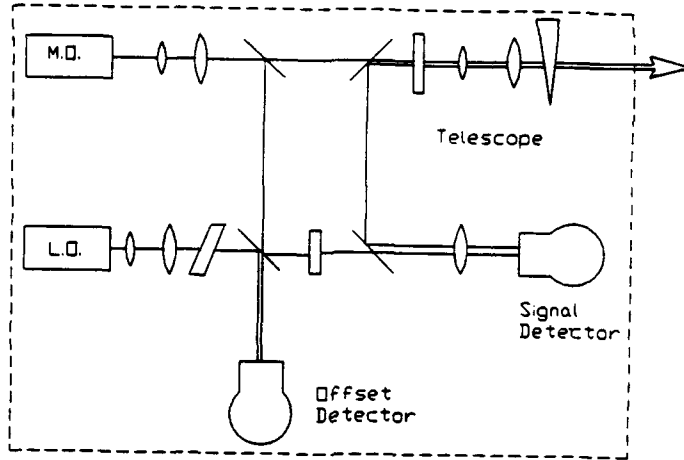 M.O.
Telescope
L.O.
Signal
Detector
Offset
Detector